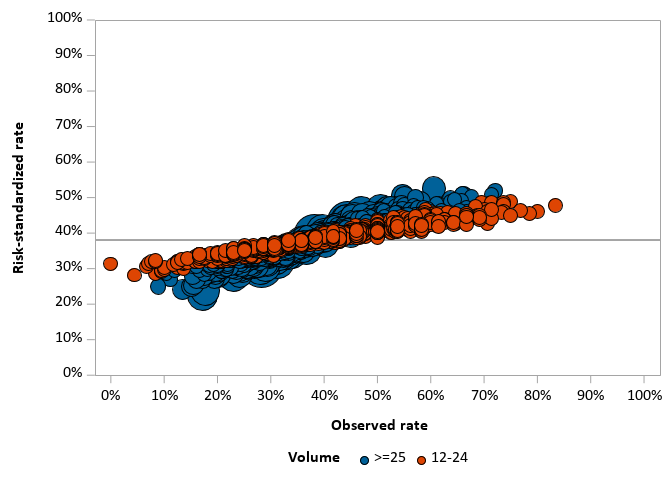 100%
90%
80%
70%
60%
50%
40%
30%
20%
10%
0%
Risk-standardized rate
0% 10% 20% 30% 40% 50% 60% 70% 80% 90% 100%
Observed rate
Volume >=25 12-24